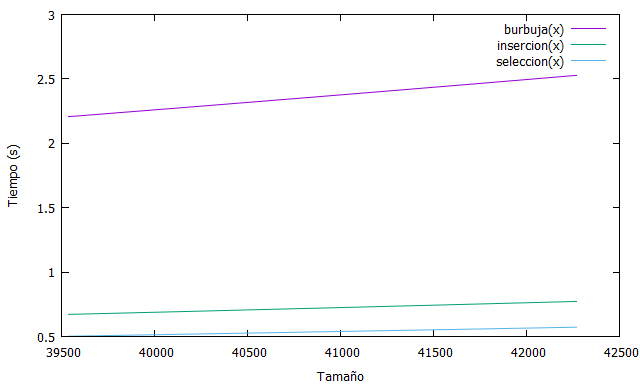 3
2.5
2
1.5
1
0.5
Tiempo (s)
burbuja(x)
insercion(x)
seleccion(x)
39500 40000 40500 41000 41500 42000 42500
Tamaño